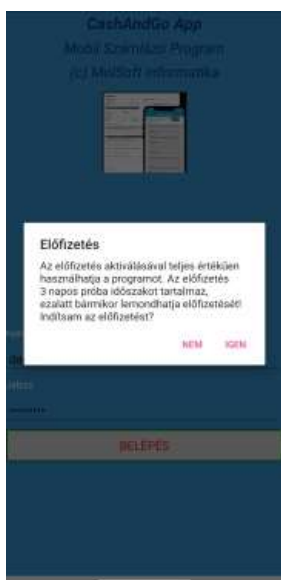 CashAndGo App
Mobil Számlázó Program
(c) MolSoft Informatika
Előfizetés
Az előfizetés aktiválásával teljes értékűen
használhatja a programot. Az előfizetés
3 napos próba időszakot tartalmaz,
ezalatt bármikor lemondhatja előfizetését!
Indítsam az előfizetést?
NEM IGEN
BELÉPÉS